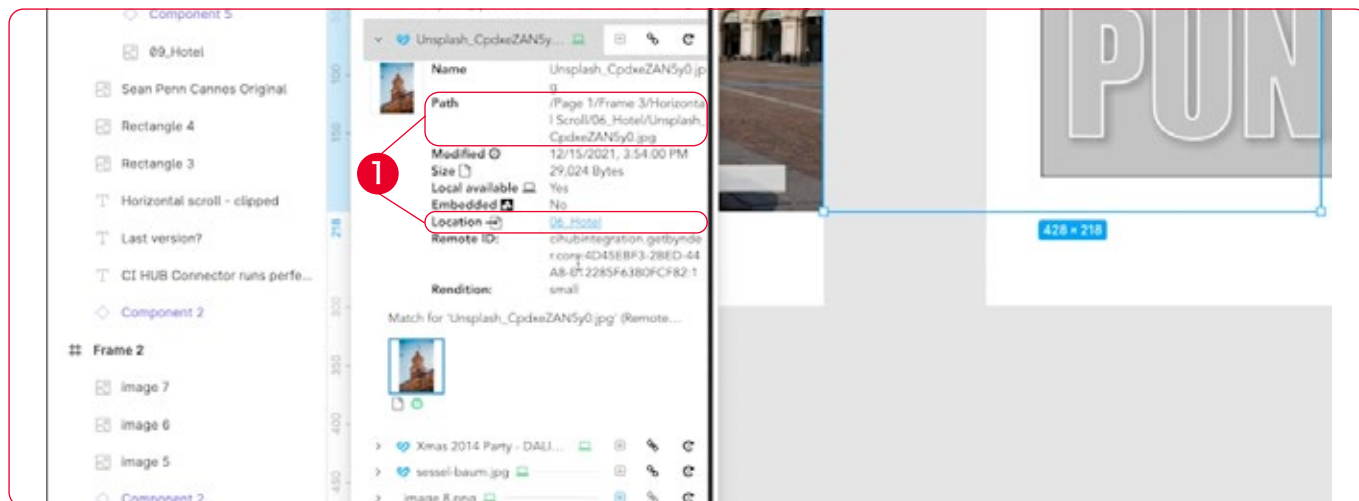 Component 5
09_Hotel
Sean Penn Cannes Original
Rectangle 4
Rectangle 3
Horizontal scroll - clipped
Last version?
CI HUB Connector runs perfe...
Component 2
Frame 2
image 7
image 6
image 5
Component 2
100
150
218
300
350
400
450
Unsplash_CpdxeZAN5y...
Name Unsplash_CpdxeZAN5y0.jp
g
Path /Page 1/Frame 3/Horizonta
l Scroll/06_Hotel/Unsplash_
CpdxeZAN5y0.jpg
Modified 12/15/2021, 3:54:00 PM
Size 29,024 Bytes
Local available Yes
Embedded No
Location 06_Hotel
Remote ID: cihubintegration.getbynde
r.com:4D45EBF3-2BED-44
A8-B12285F6380FCF82:1
Rendition: small
1
Match for 'Unsplash_CpdxeZAN5y0.jpg' (Remote...
Xmas 2014 Party - DALI...
sessel-baum.jpg
image 8.png
PUN
428 × 218